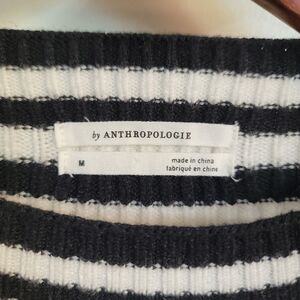 by ANTHROPOLOGIE
M
made in china
fabriqué en chine